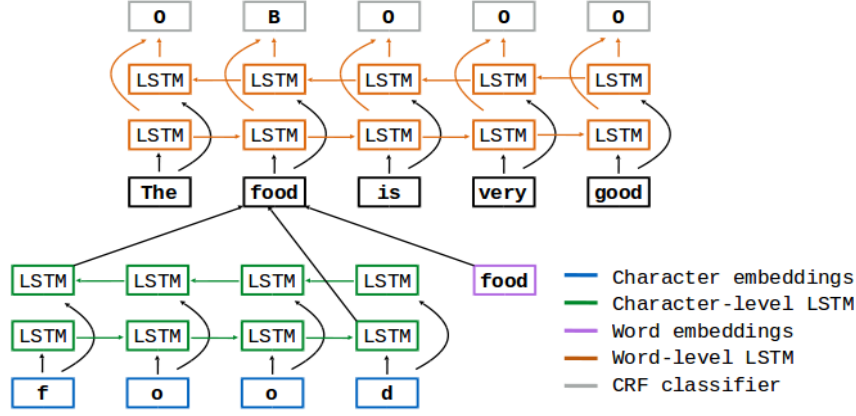 O B O O O
LSTM LSTM LSTM LSTM LSTM
LSTM LSTM LSTM LSTM LSTM
The food is very good
LSTM LSTM LSTM LSTM food
LSTM LSTM LSTM LSTM
f o o d
Character embeddings
Character-level LSTM
Word embeddings
Word-level LSTM
CRF classifier